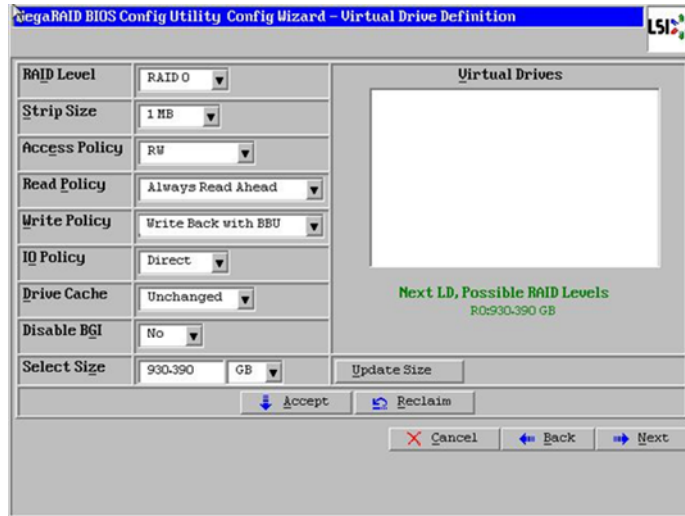 MegaRAID BIOS Config Utility Config Wizard – Virtual Drive Definition
LSI
RAID Level RAID 0
Strip Size 1 MB
Access Policy RW
Read Policy Always Read Ahead
Write Policy Write Back with BBU
IO Policy Direct
Drive Cache Unchanged
Disable BGI No
Select Size 930.390 GB
Virtual Drives
Next LD, Possible RAID Levels
R0:930.390 GB
Update Size
Accept Reclaim
Cancel Back Next